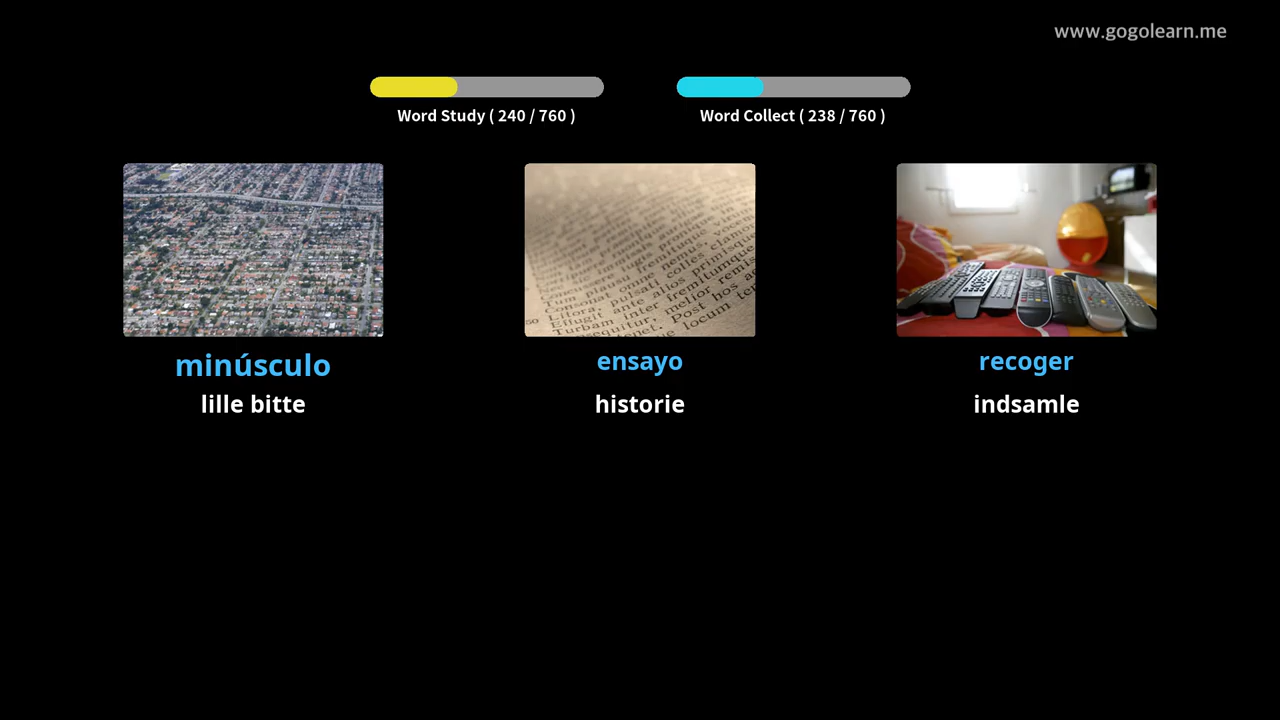 www.gogolearn.me
Word Study ( 240 / 760 )
Word Collect ( 238 / 760 )
minúsculo
ensayo
recoger
lille bitte
historie
indsamle